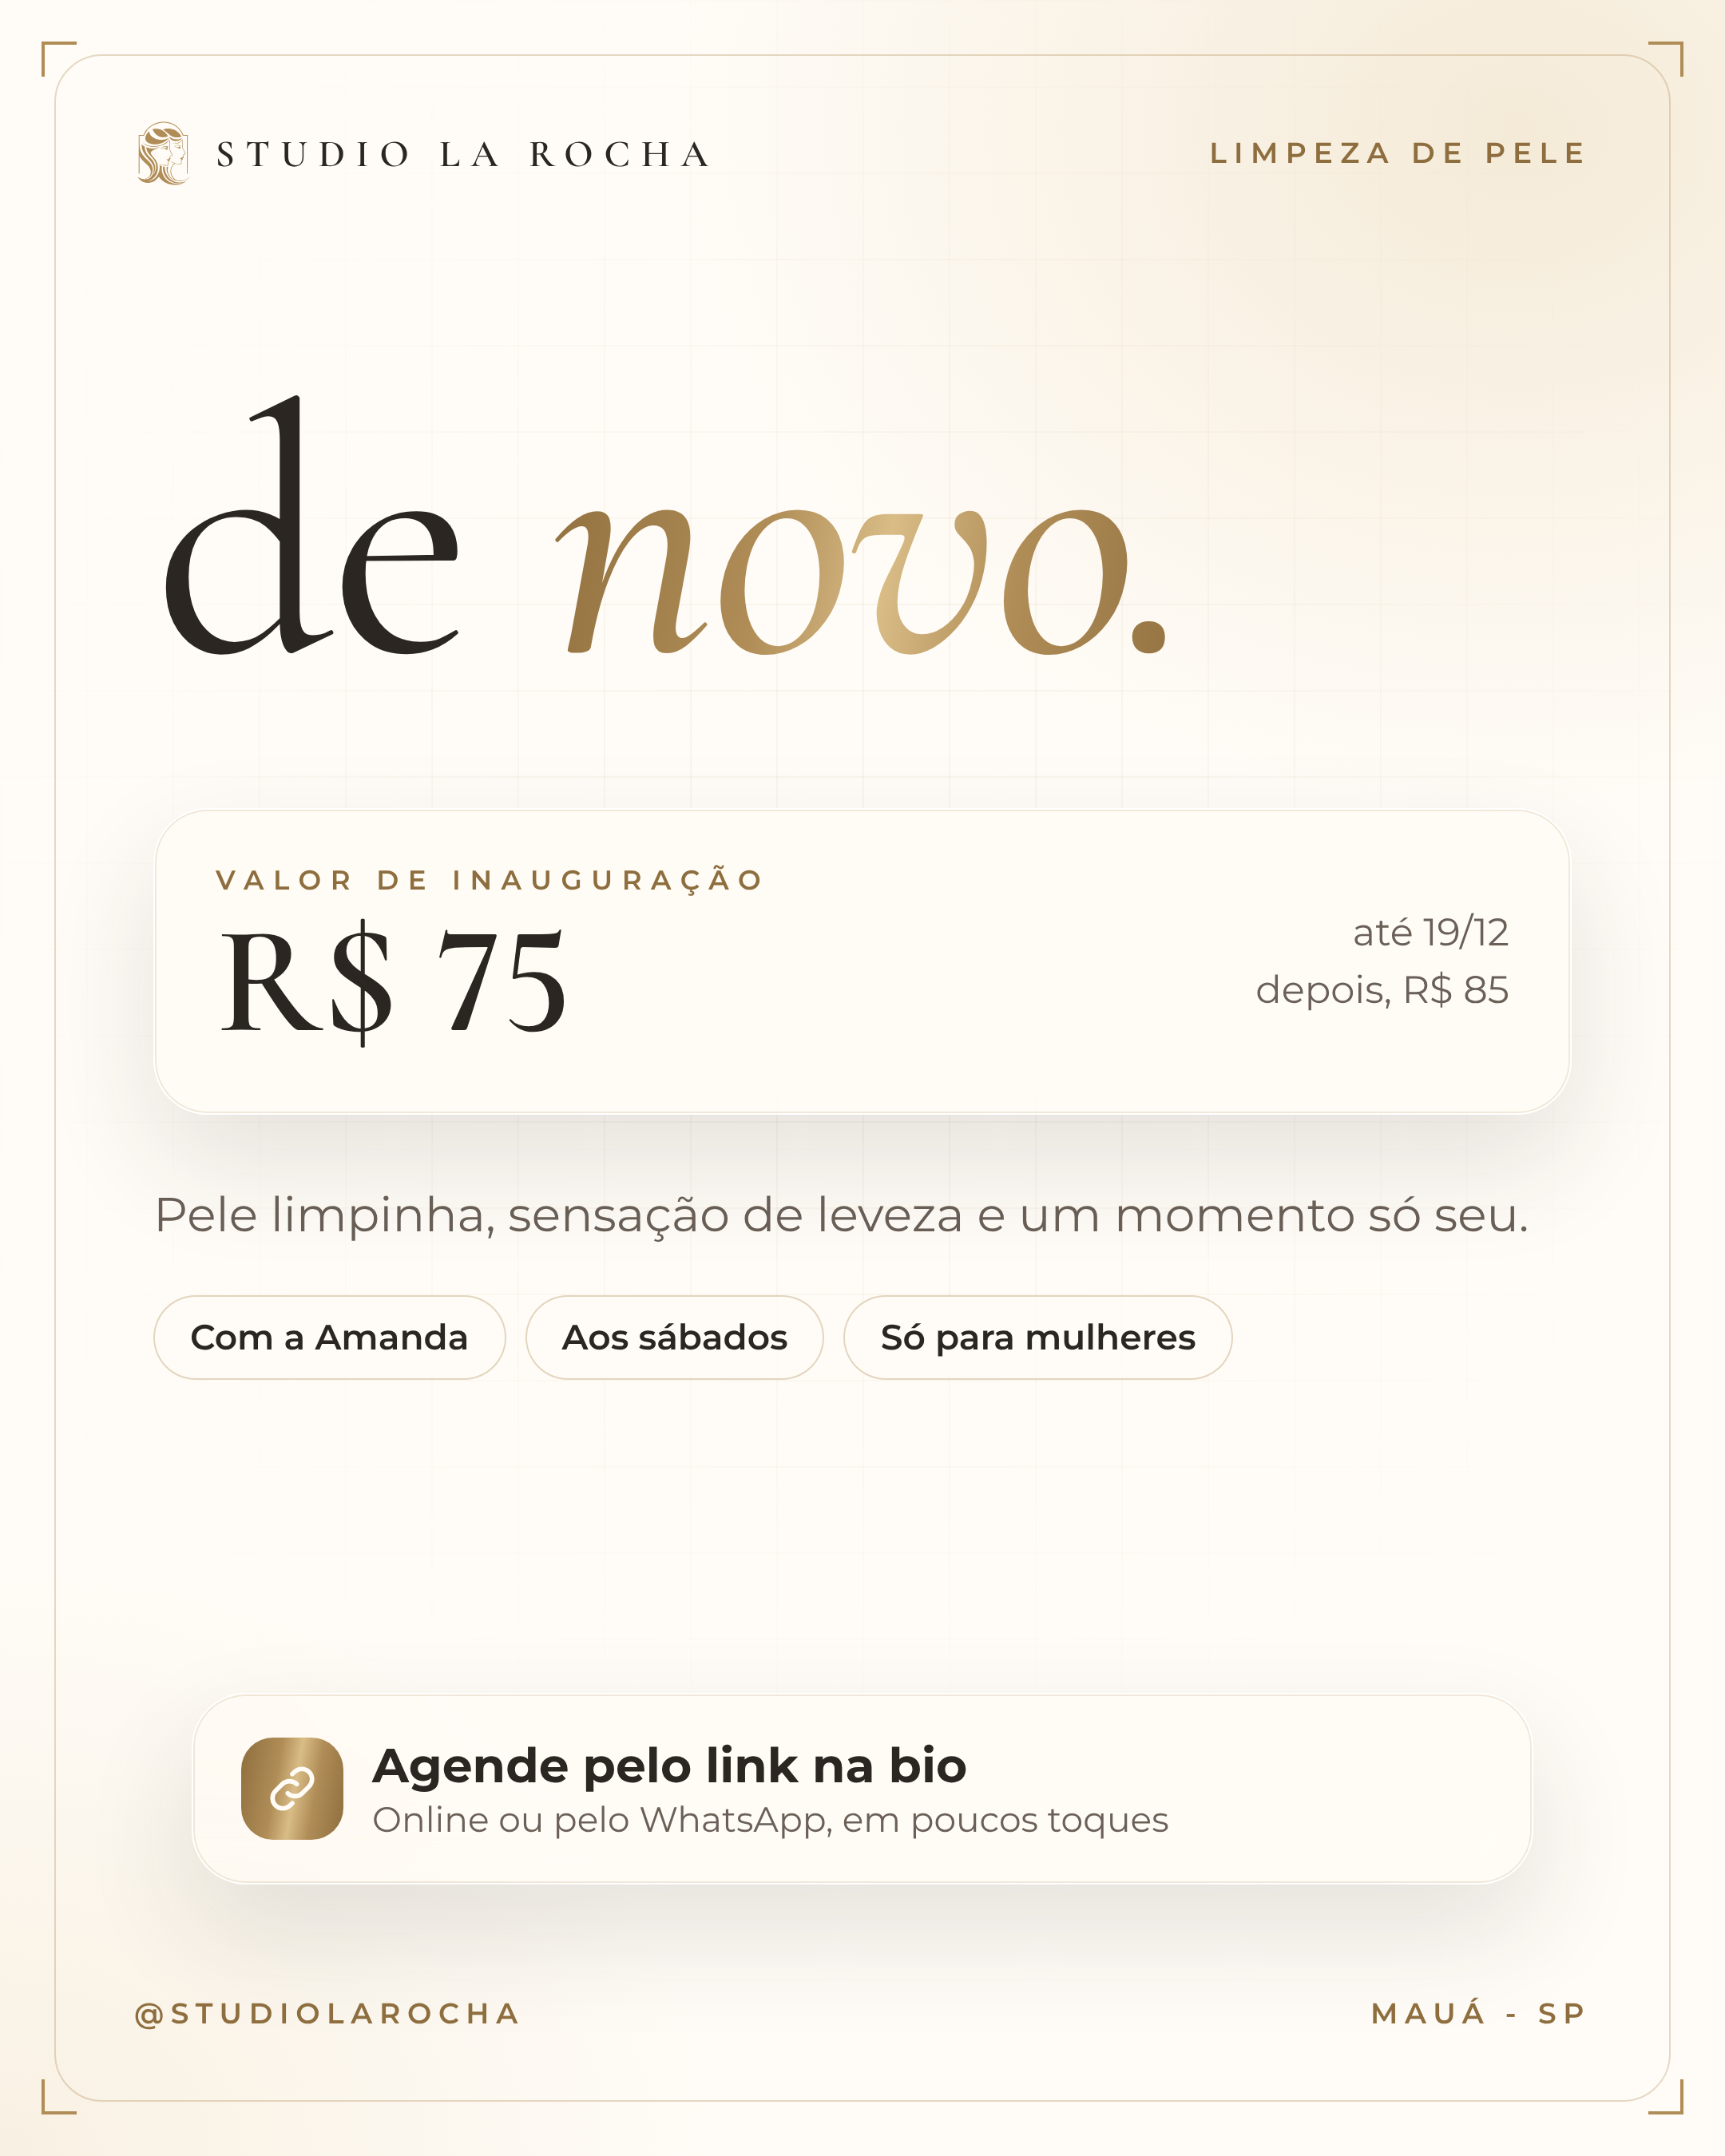 STUDIO LA ROCHA
LIMPEZA DE PELE
de novo.
VALOR DE INAUGURAÇÃO
R$ 75
até 19/12
depois, R$ 85
Pele limpinha, sensação de leveza e um momento só seu.
Com a Amanda
Aos sábados
Só para mulheres
Agende pelo link na bio
Online ou pelo WhatsApp, em poucos toques
@STUDIOLAROCHA
MAUÁ - SP